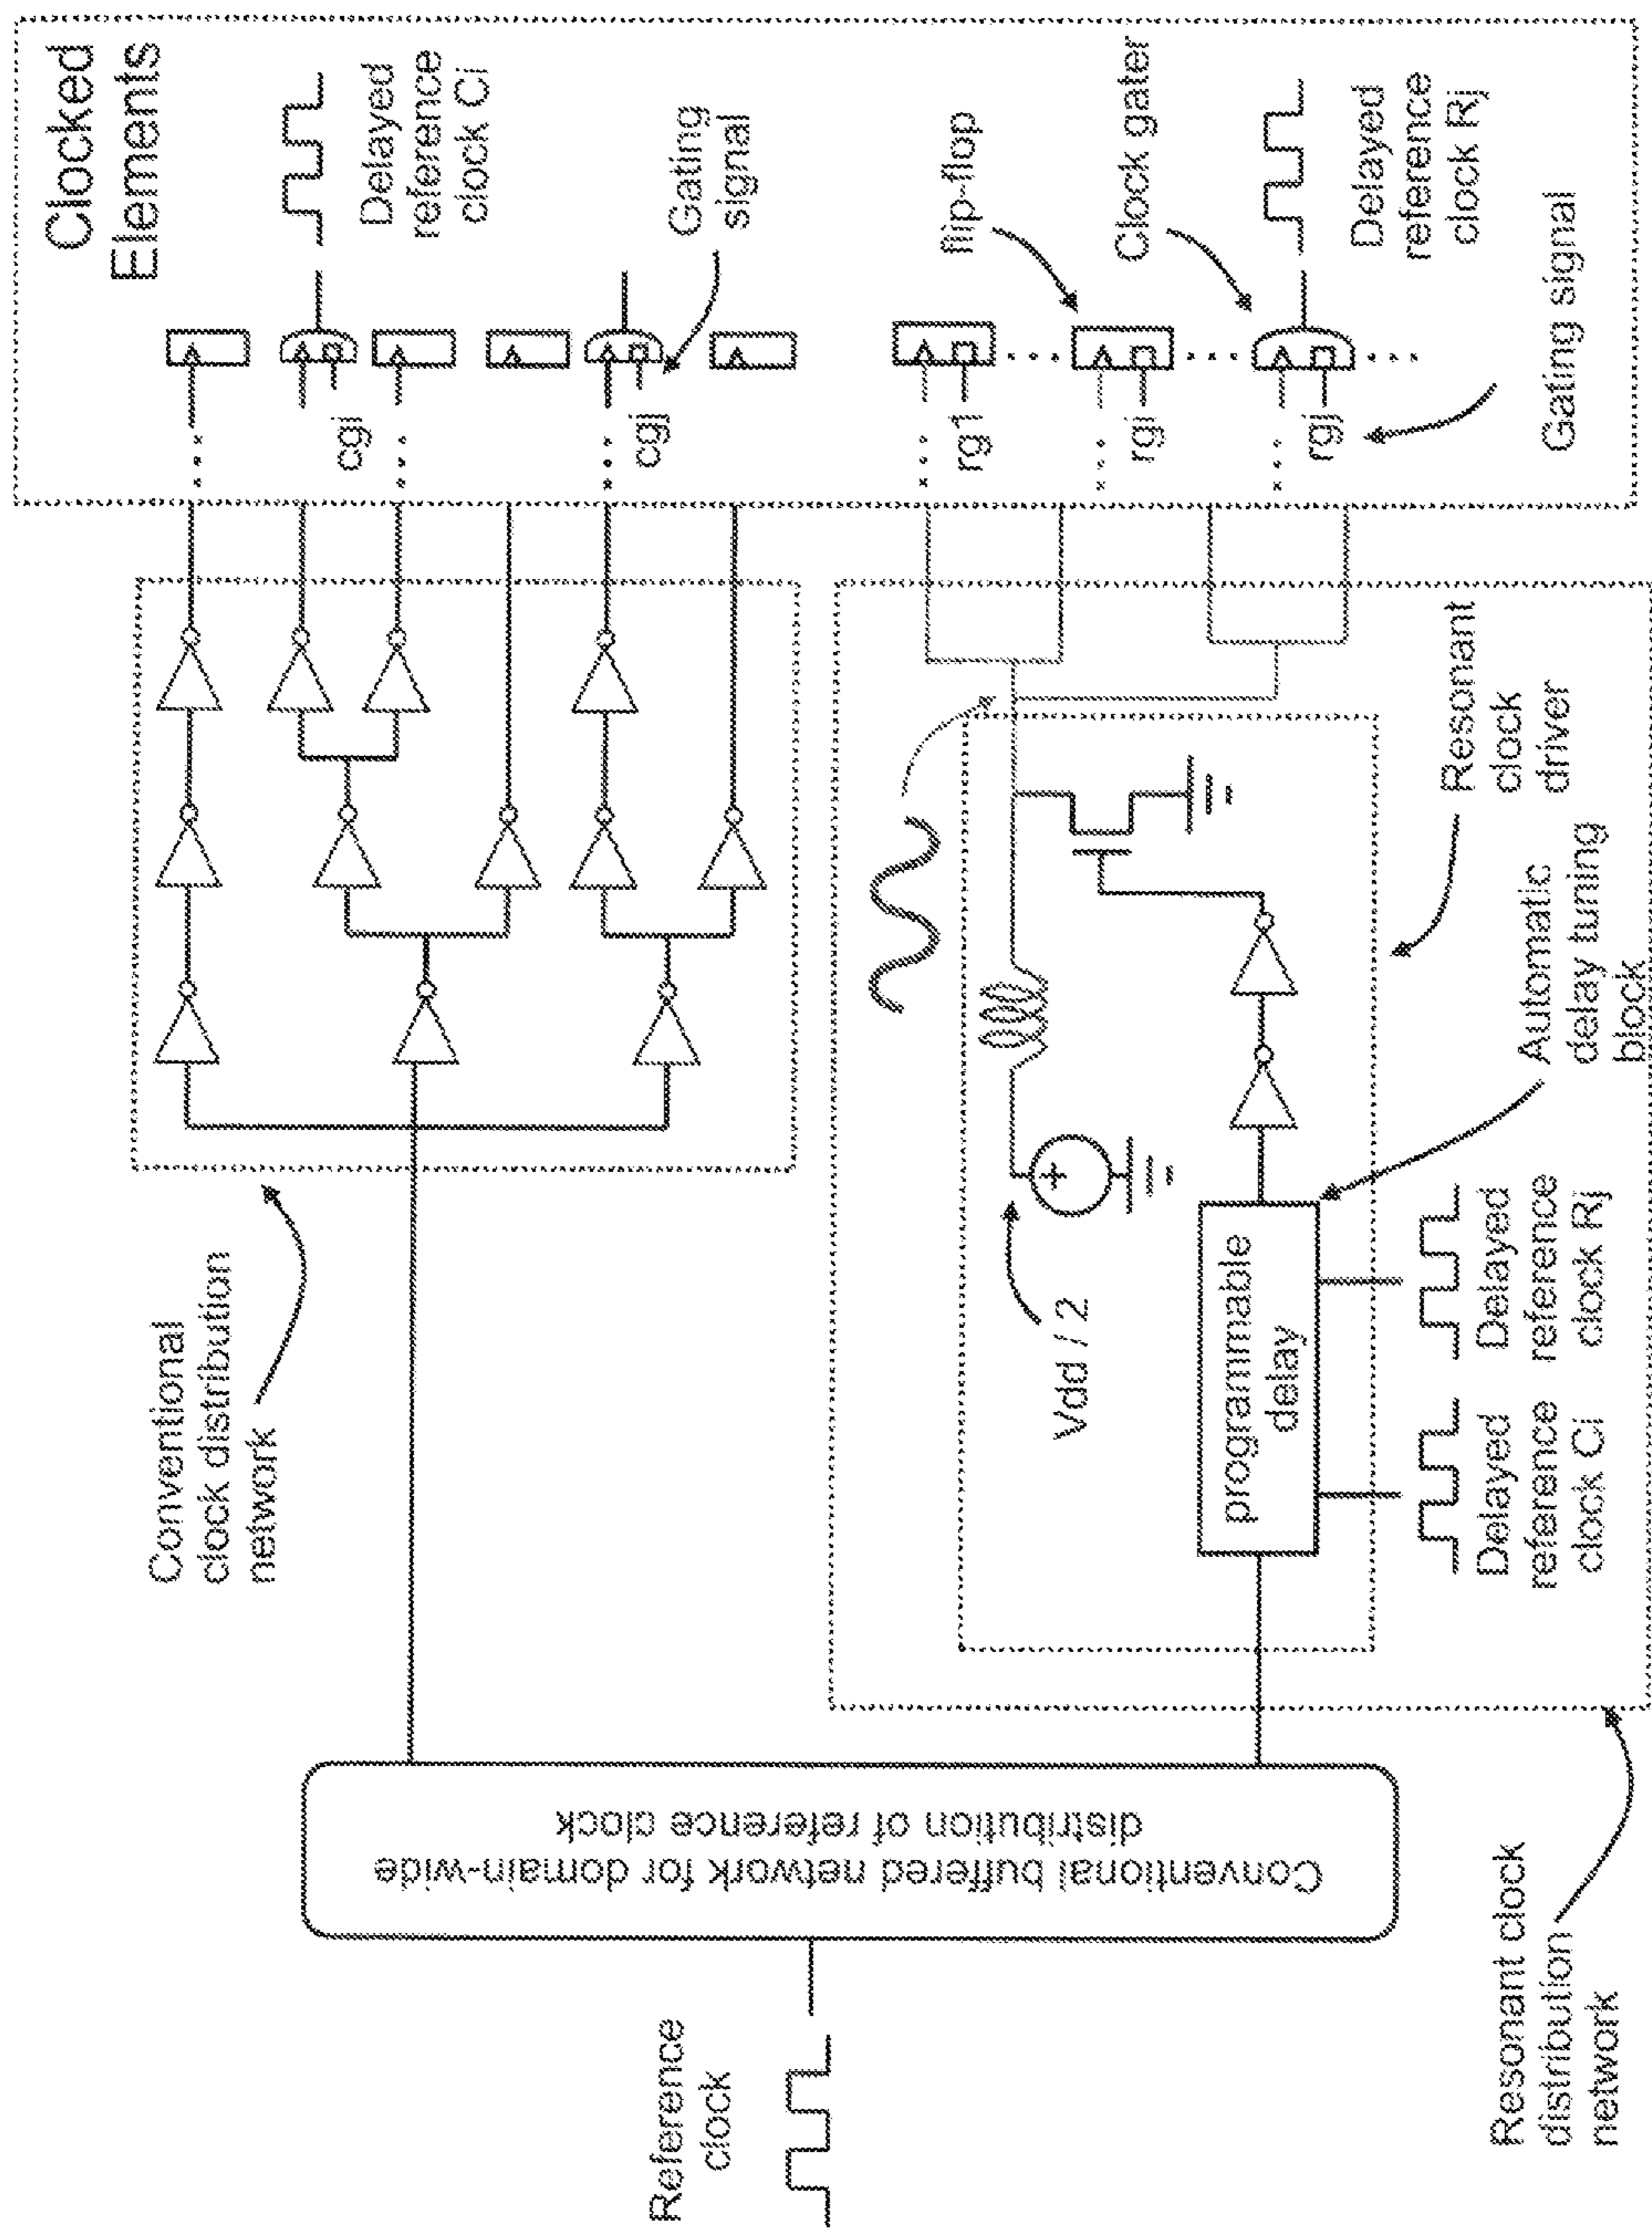 Clocked
Elements
Delayed
reference
clock Ci
Gating
signal
flip-flop
Clock gater
Delayed
reference
clock Rj
Gating signal
cgi
cgj
rg1
rgi
rgj
Conventional
clock distribution
network
Vdd / 2
programmable
delay
Resonant
clock
driver
Automatic
delay tuning
block
Delayed
reference
clock Ci
Delayed
reference
clock Rj
Conventional buffered network for domain-wide
distribution of reference clock
Reference
clock
Resonant clock
distribution
network